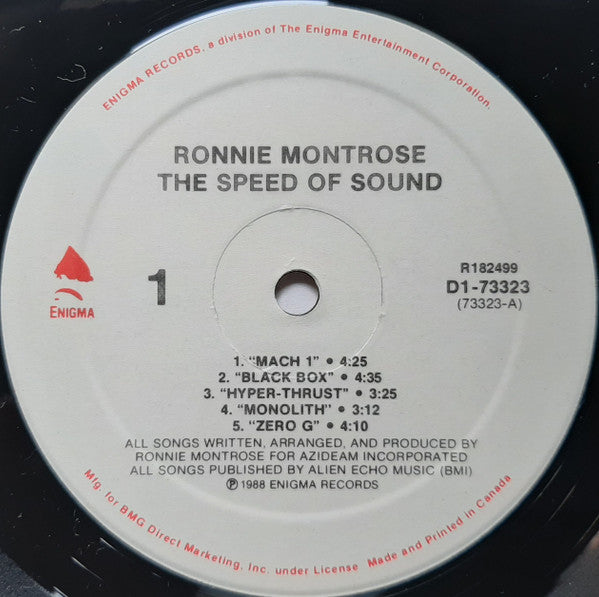 ENIGMA RECORDS, a division of The Enigma Entertainment Corporation.
RONNIE MONTROSE
THE SPEED OF SOUND
ENIGMA
1
R182499
D1-73323
(73323-A)
1. "MACH 1" • 4:25
2. "BLACK BOX" • 4:35
3. "HYPER-THRUST" • 3:25
4. "MONOLITH" • 3:12
5. "ZERO G" • 4:10
ALL SONGS WRITTEN, ARRANGED, AND PRODUCED BY
RONNIE MONTROSE FOR AZIDEAM INCORPORATED
ALL SONGS PUBLISHED BY ALIEN ECHO MUSIC (BMI)
Ⓟ 1988 ENIGMA RECORDS
Mfg. for BMG Direct Marketing, Inc. under License. Made and Printed in Canada